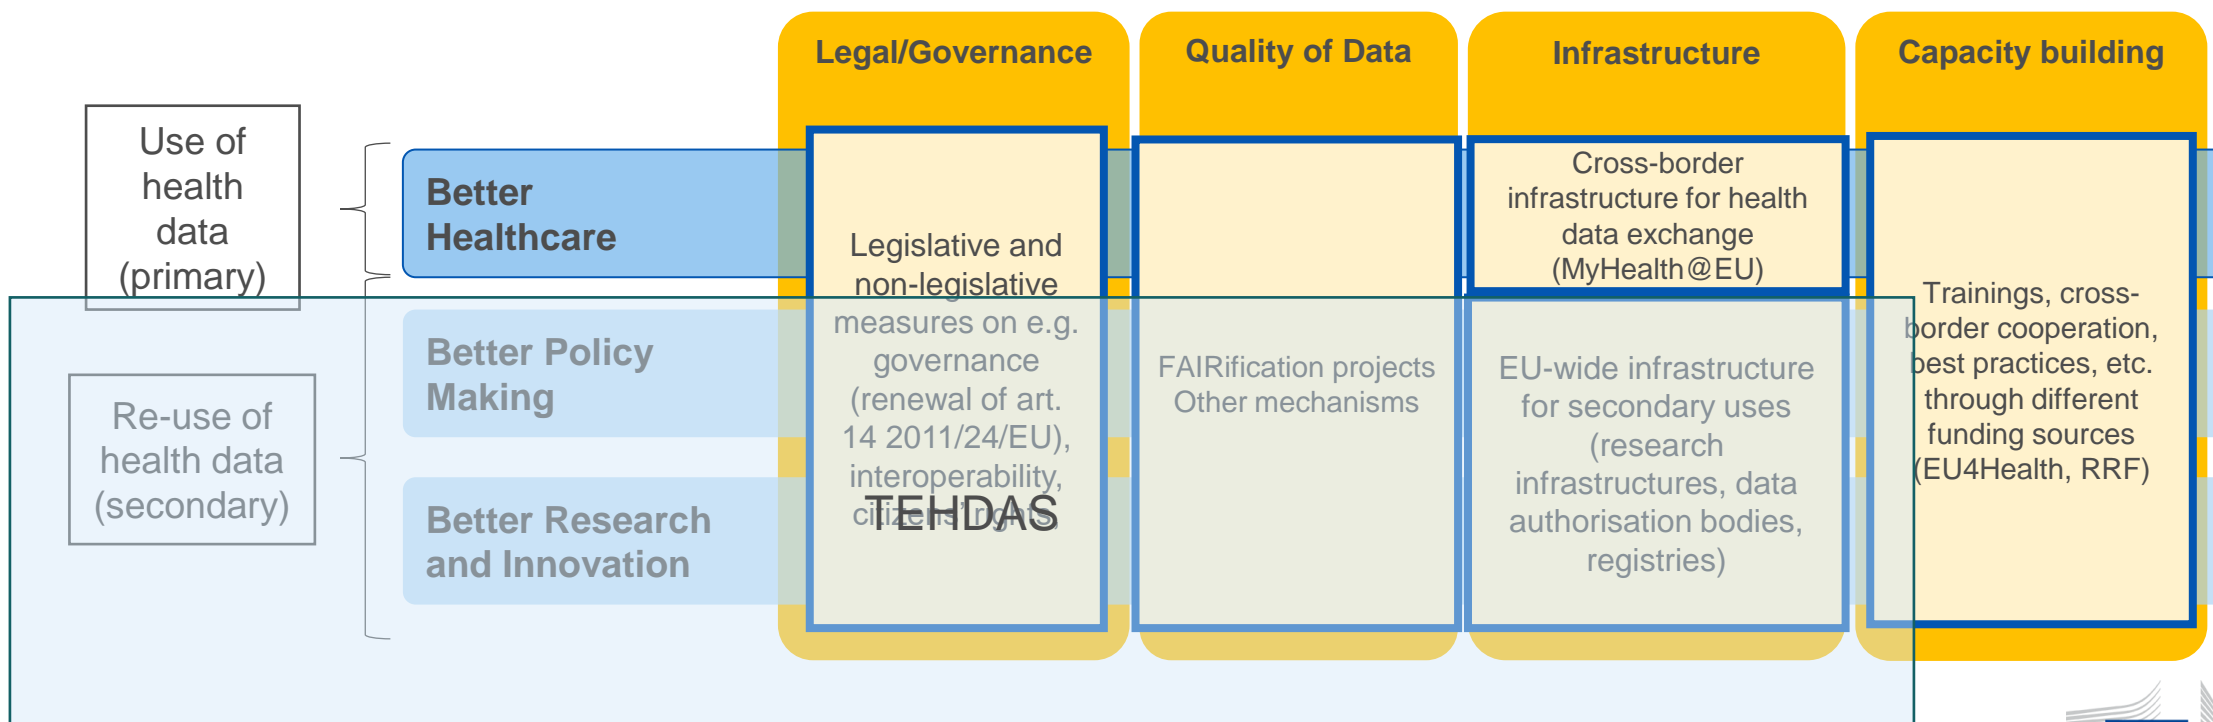 Legal/Governance
Quality of Data
Infrastructure
Capacity building
Use of
health
data
(primary)
Re-use of
health data
(secondary)
Better
Healthcare
Better Policy
Making
Better Research
and Innovation
Legislative and
non-legislative
measures on e.g.
governance
(renewal of art.
14 2011/24/EU),
interoperability,
citizens' rights,
TEHDAS
FAIRification projects
Other mechanisms
Cross-border
infrastructure for health
data exchange
(MyHealth@EU)
EU-wide infrastructure
for secondary uses
(research
infrastructures, data
authorisation bodies,
registries)
Trainings, cross-
border cooperation,
best practices, etc.
through different
funding sources
(EU4Health, RRF)